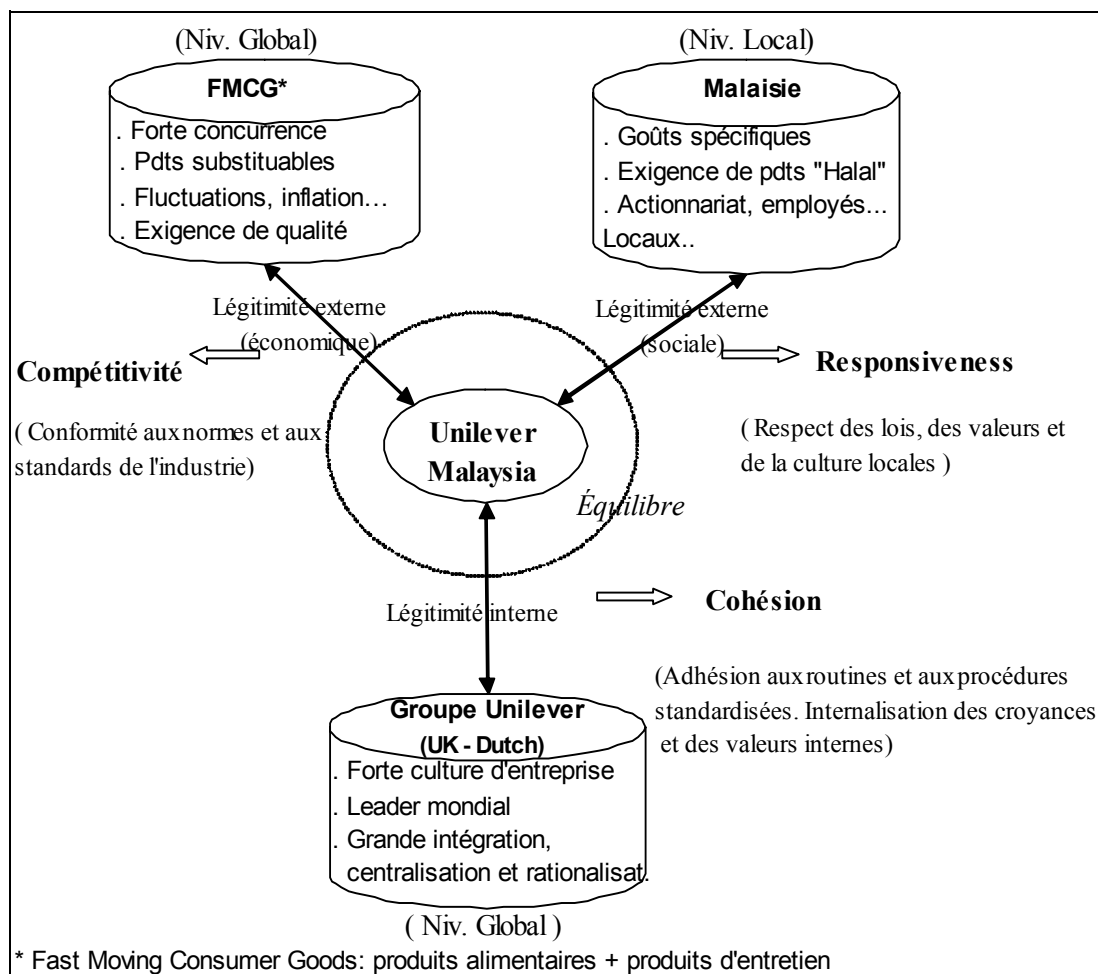 (Niv. Global)
FMCG*
. Forte concurrence
. Pdts substituables
. Fluctuations, inflation…
. Exigence de qualité
(Niv. Local)
Malaisie
. Goûts spécifiques
. Exigence de pdts "Halal"
. Actionnariat, employés...
Locaux..
Légitimité externe
(économique)
Légitimité externe
(sociale)
Compétitivité
( Conformité aux normes et aux
standards de l'industrie)
Responsiveness
( Respect des lois, des valeurs et
de la culture locales )
Unilever
Malaysia
Équilibre
Légitimité interne
Cohésion
(Adhésion aux routines et aux procédures
standardisées. Internalisation des croyances
et des valeurs internes)
Groupe Unilever
(UK - Dutch)
. Forte culture d'entreprise
. Leader mondial
. Grande intégration,
centralisation et rationalisat.
( Niv. Global )
* Fast Moving Consumer Goods: produits alimentaires + produits d'entretien